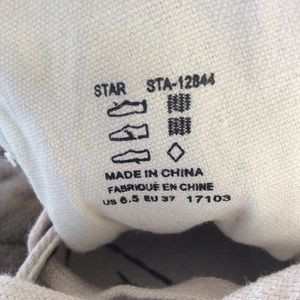 STAR STA-12844
MADE IN CHINA
FABRIQUÉ EN CHINE
US 6.5 EU 37 17103